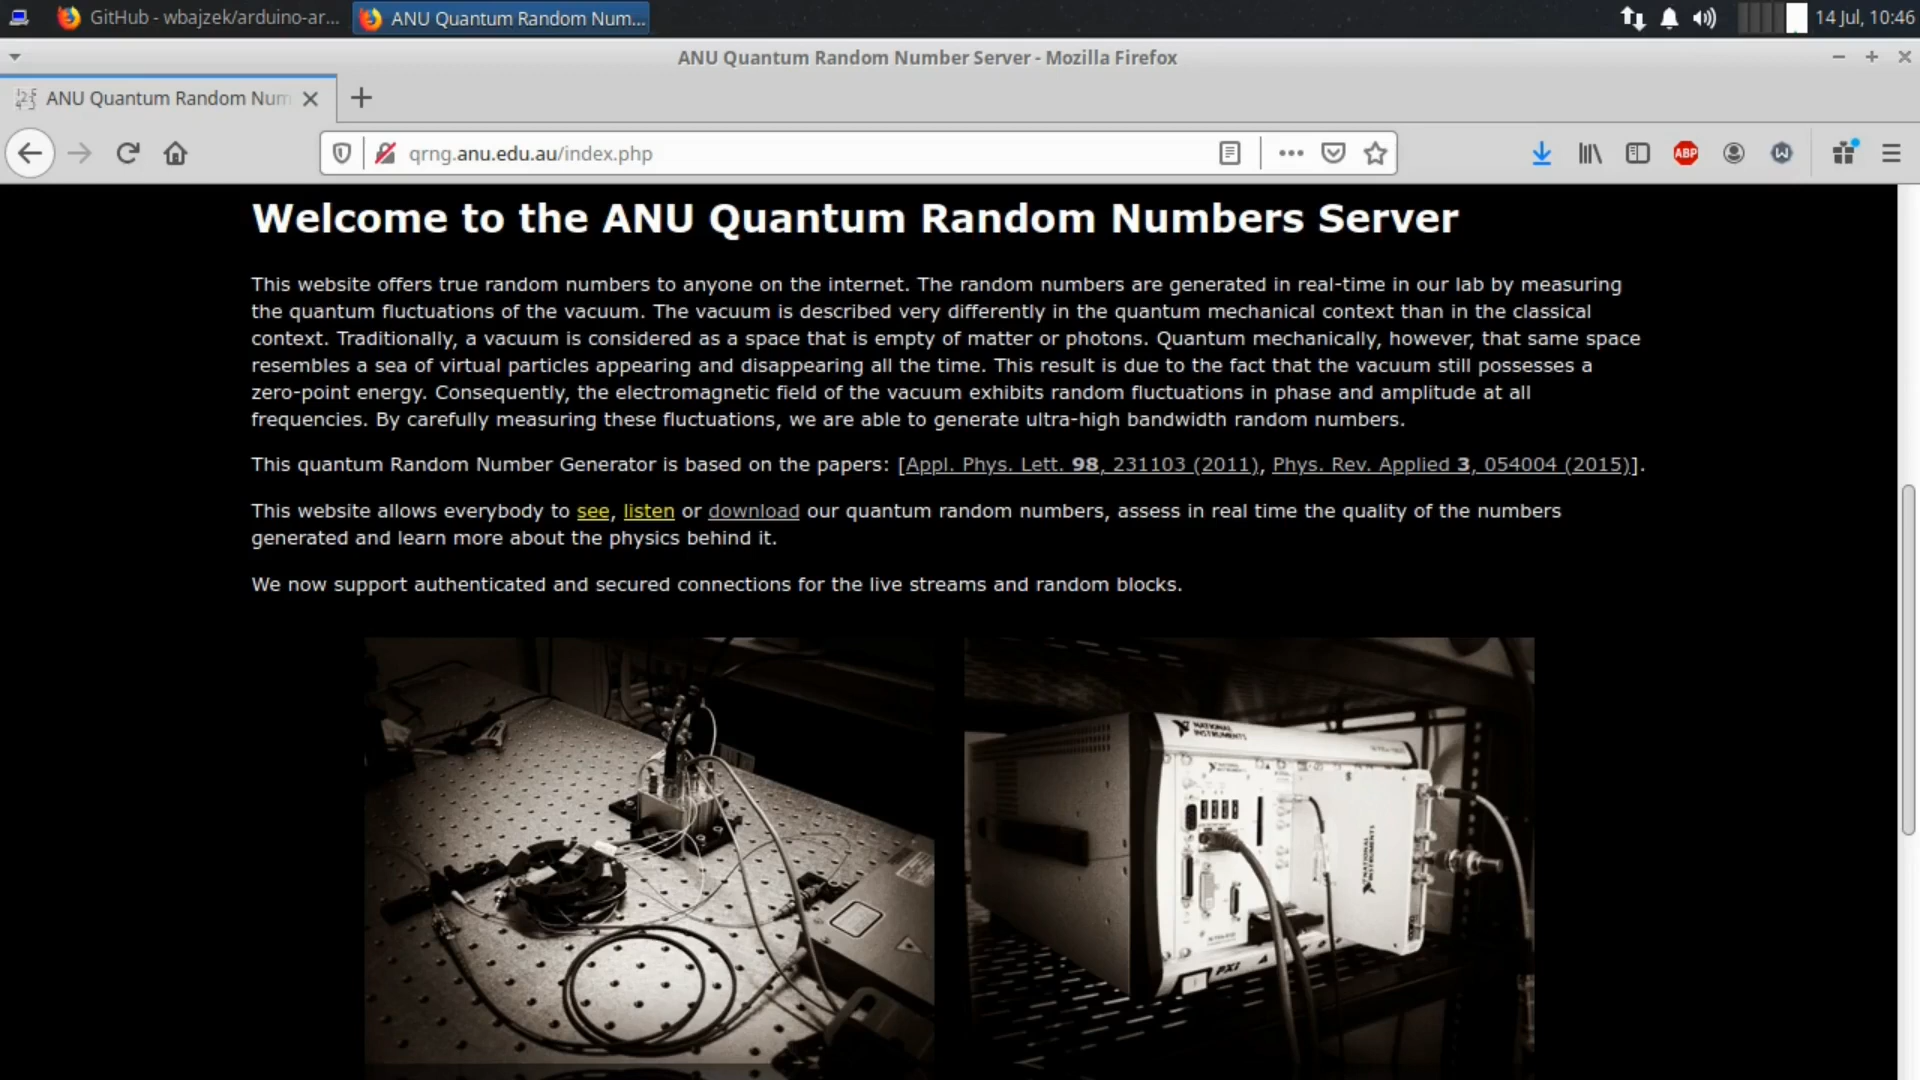 GitHub - wbajzek/arduino-ar...
ANU Quantum Random Num...
14 Jul, 10:46
ANU Quantum Random Number Server - Mozilla Firefox
ANU Quantum Random Num
qrng.anu.edu.au/index.php
ABP
Welcome to the ANU Quantum Random Numbers Server
This website offers true random numbers to anyone on the internet. The random numbers are generated in real-time in our lab by measuring
the quantum fluctuations of the vacuum. The vacuum is described very differently in the quantum mechanical context than in the classical
context. Traditionally, a vacuum is considered as a space that is empty of matter or photons. Quantum mechanically, however, that same space
resembles a sea of virtual particles appearing and disappearing all the time. This result is due to the fact that the vacuum still possesses a
zero-point energy. Consequently, the electromagnetic field of the vacuum exhibits random fluctuations in phase and amplitude at all
frequencies. By carefully measuring these fluctuations, we are able to generate ultra-high bandwidth random numbers.
This quantum Random Number Generator is based on the papers: [Appl. Phys. Lett. 98, 231103 (2011), Phys. Rev. Applied 3, 054004 (2015)].
This website allows everybody to see, listen or download our quantum random numbers, assess in real time the quality of the numbers
generated and learn more about the physics behind it.
We now support authenticated and secured connections for the live streams and random blocks.
NATIONAL
INSTRUMENTS
NATIONAL
INSTRUMENTS
PXI